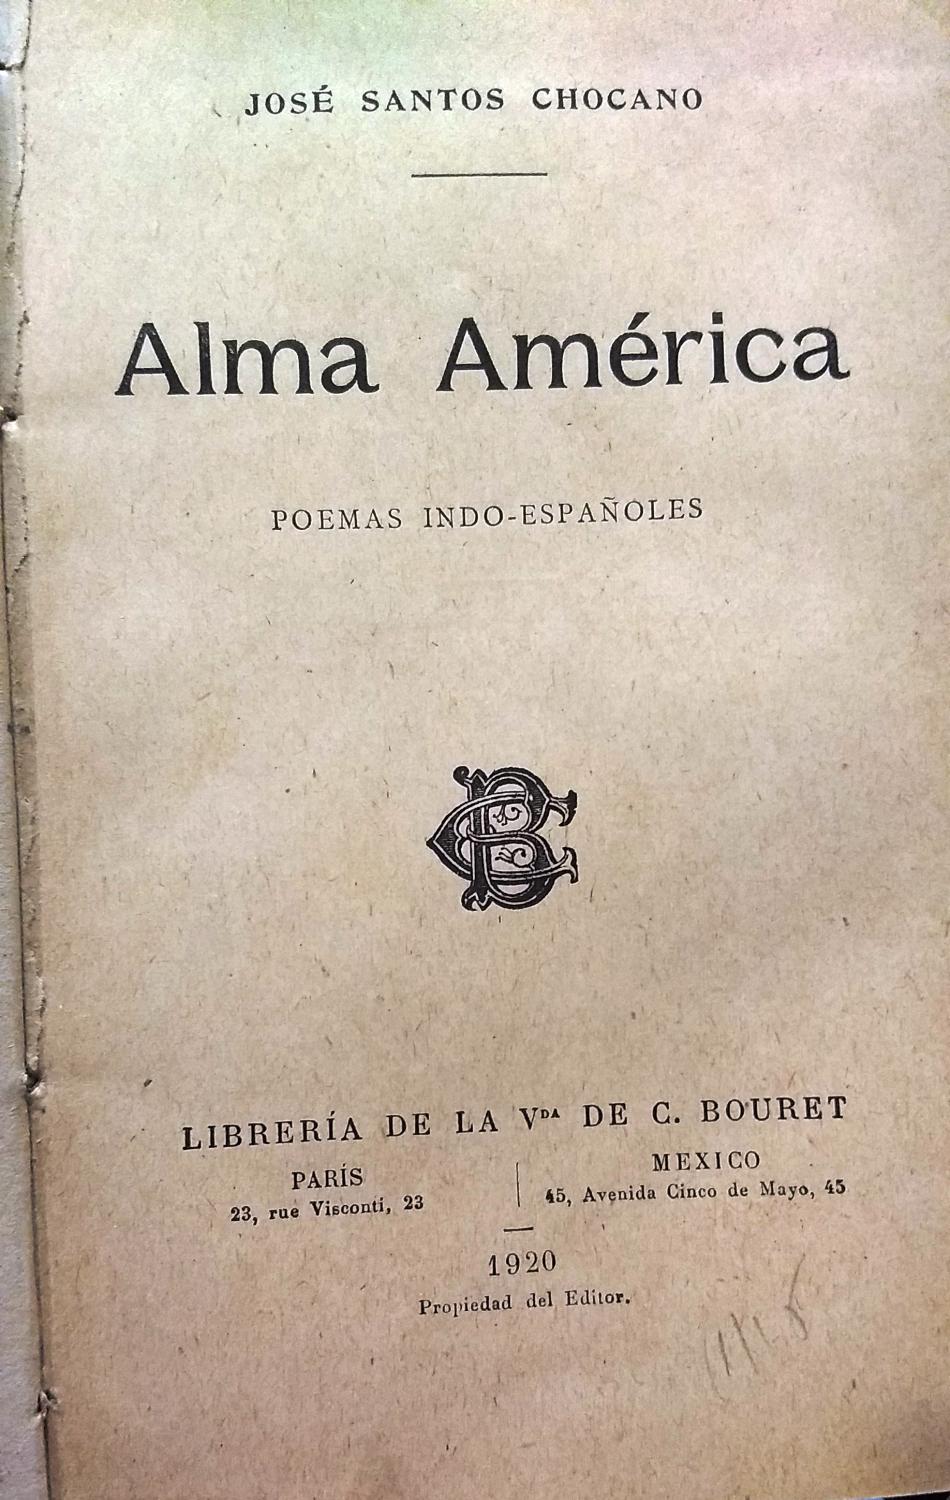 JOSÉ SANTOS CHOCANO
Alma América
POEMAS INDO-ESPAÑOLES
LIBRERÍA DE LA Vᴰᴬ DE C. BOURET
PARÍS
23, rue Visconti, 23
MEXICO
45, Avenida Cinco de Mayo, 45
1920
Propiedad del Editor.